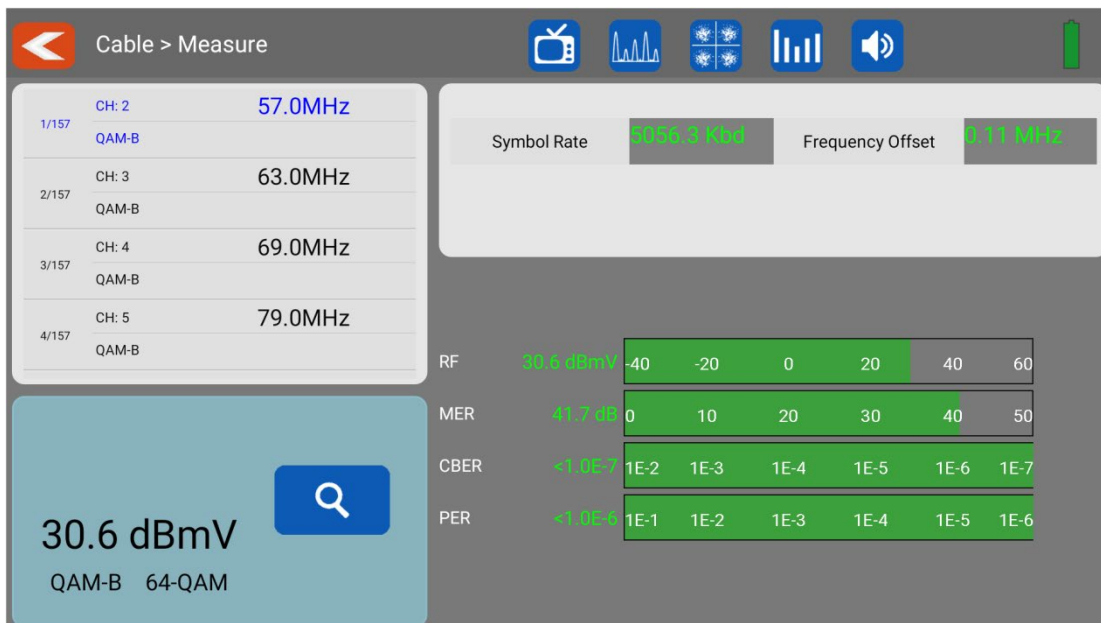 Cable > Measure
1/157 CH: 2 57.0MHz
QAM-B
2/157 CH: 3 63.0MHz
QAM-B
3/157 CH: 4 69.0MHz
QAM-B
4/157 CH: 5 79.0MHz
QAM-B
30.6 dBmV
QAM-B 64-QAM
Symbol Rate 5056.3 Kbd Frequency Offset 0.11 MHz
RF 30.6 dBmV -40 -20 0 20 40 60
MER 41.7 dB 0 10 20 30 40 50
CBER <1.0E-7 1E-2 1E-3 1E-4 1E-5 1E-6 1E-7
PER <1.0E-6 1E-1 1E-2 1E-3 1E-4 1E-5 1E-6